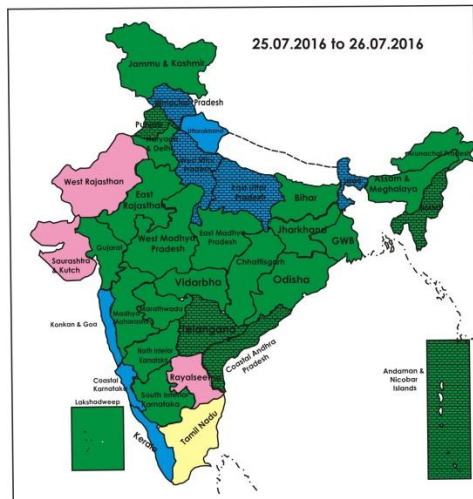 25.07.2016 to 26.07.2016
Jammu & Kashmir
Himachal Pradesh
Punjab
Uttarakhand
Haryana
& Delhi
West Uttar
Pradesh
Arunachal Pradesh
West Rajasthan
East Uttar
Pradesh
Assam &
Meghalaya
East
Rajasthan
Bihar
West Madhya
Pradesh
East Madhya
Pradesh
Jharkhand
Gujarat
GWB
Saurashtra
& Kutch
Chhattisgarh
Vidarbha
Odisha
Madhya
Maharashtra
Marathwada
Konkan & Goa
Telangana
Coastal Andhra
Pradesh
North Interior
Karnataka
Andaman &
Nicobar
Islands
Coastal
Karnataka
South Interior
Karnataka
Lakshadweep
Kerala
Tamil Nadu